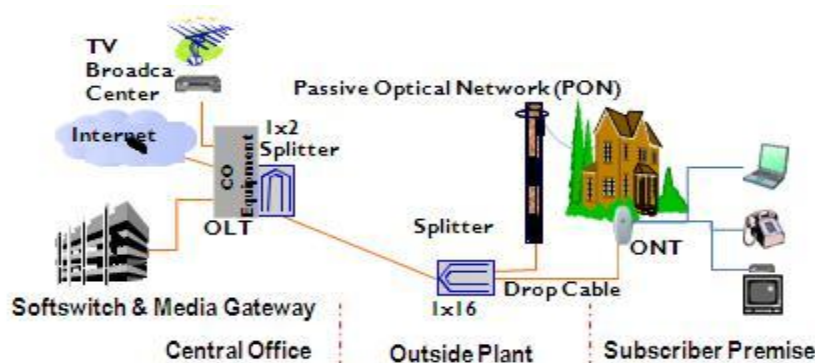 TV
Broadca
Center
Passive Optical Network (PON)
Internet
1x2
Splitter
CO
Equipment
OLT
Splitter
ONT
Drop Cable
1x16
Softswitch & Media Gateway
Central Office
Outside Plant
Subscriber Premise